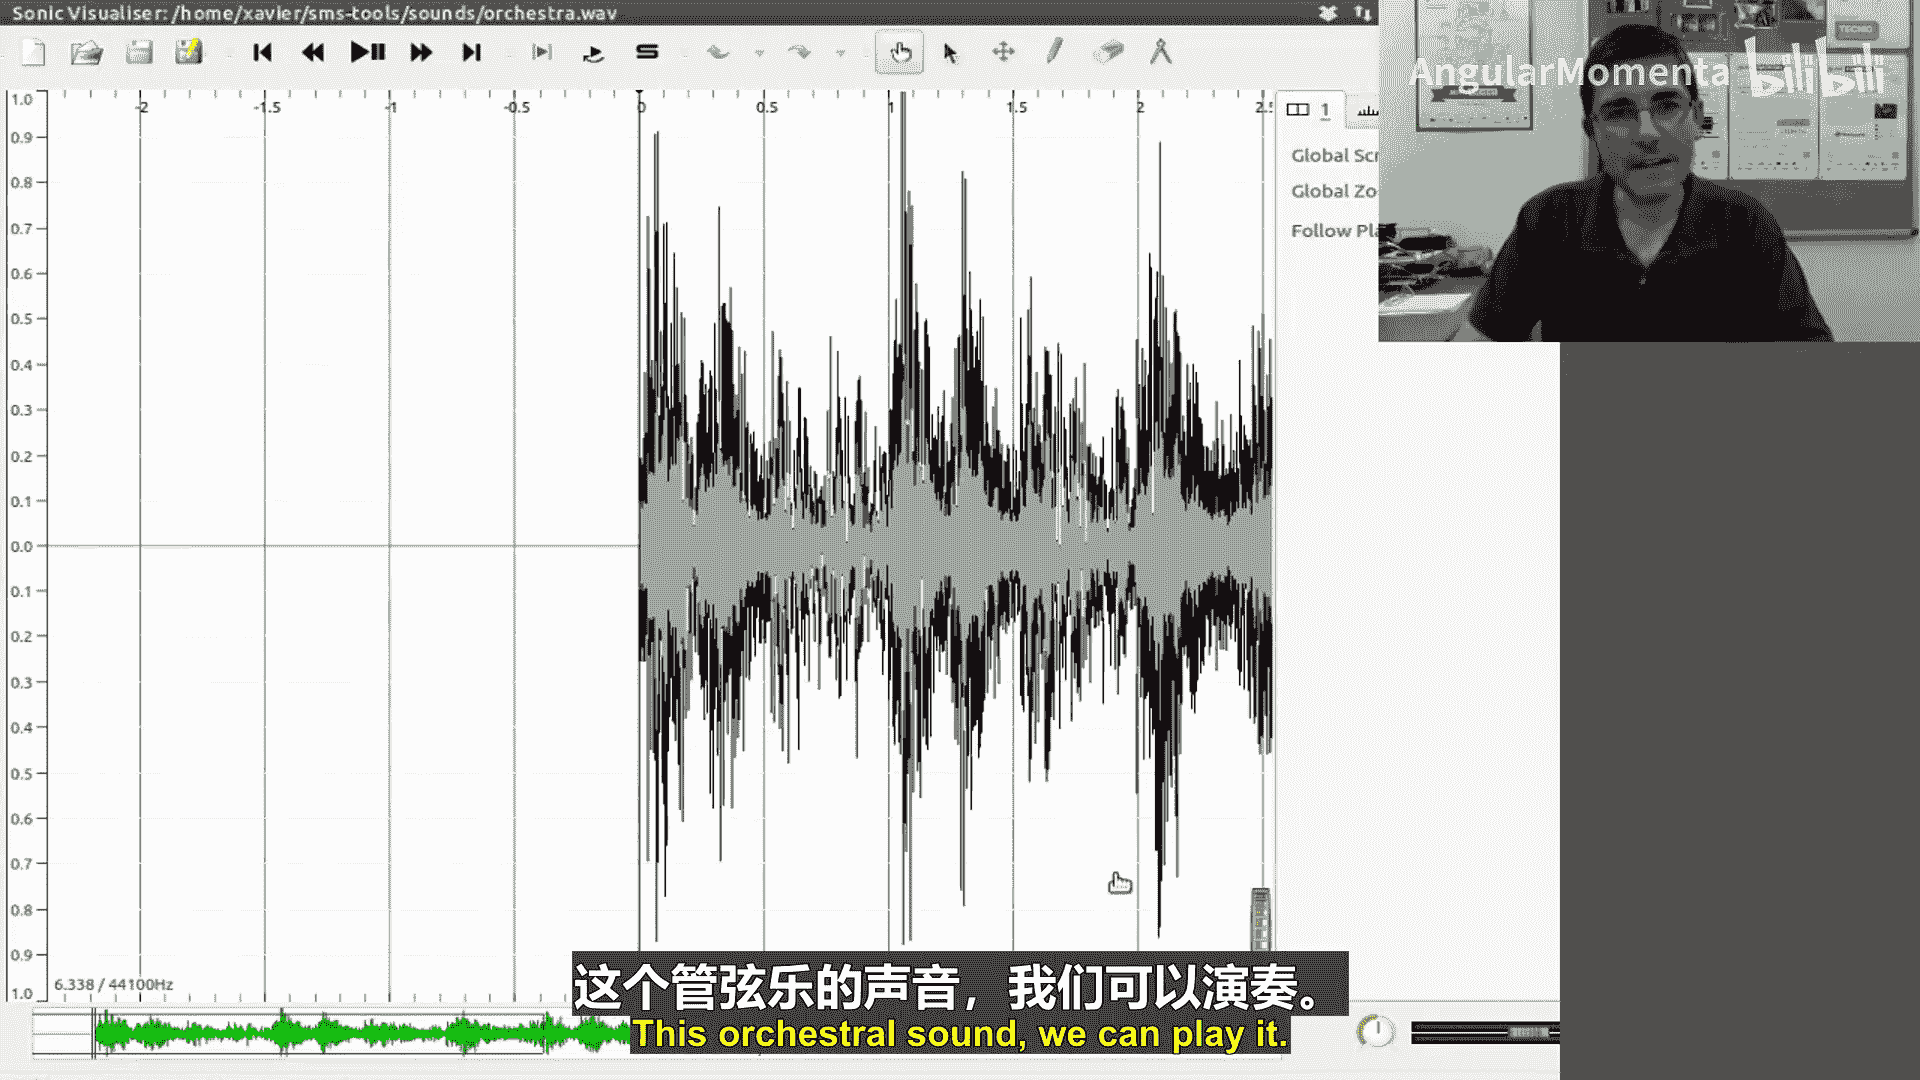 Sonic Visualiser: /home/xavier/sms-tools/sounds/orchestra.wav
AngularMomenta bilibili
TECNIO
-2 -1.5 -1 -0.5 0 0.5 1 1.5 2 2.5
1
Global Scr
Global Zo
Follow Pla
1.0
0.9
0.8
0.7
0.6
0.5
0.4
0.3
0.2
0.1
0.0
0.1
0.2
0.3
0.4
0.5
0.6
0.7
0.8
0.9
1.0
6.338 / 44100Hz
这个管弦乐的声音，我们可以演奏。
This orchestral sound, we can play it.